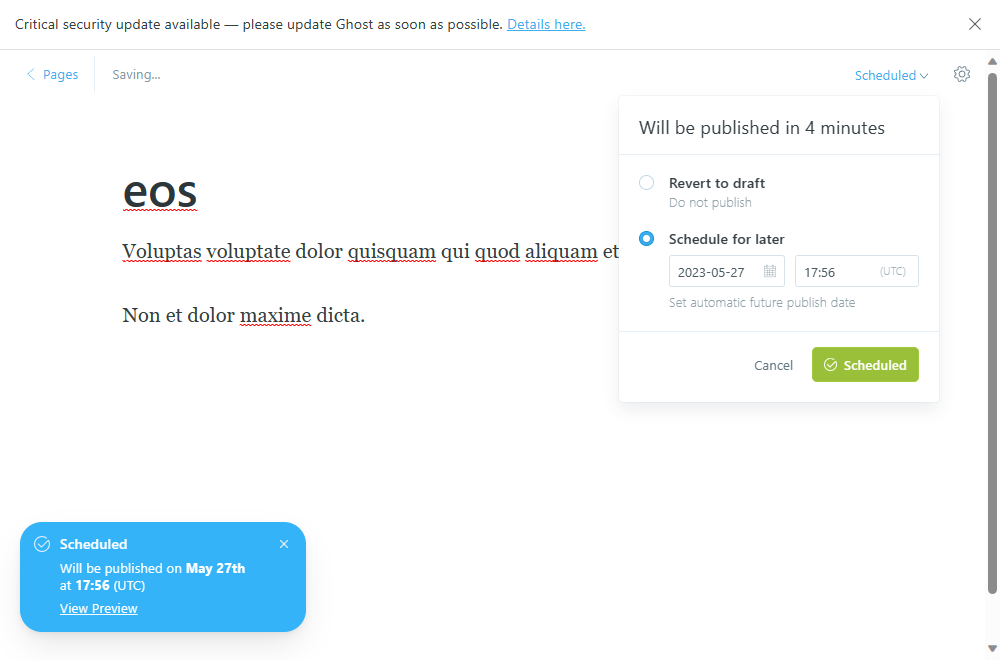 Critical security update available — please update Ghost as soon as possible. Details here.
Pages
Saving...
Scheduled
Will be published in 4 minutes
eos
Voluptas voluptate dolor quisquam qui quod aliquam et
Non et dolor maxime dicta.
Revert to draft
Do not publish
Schedule for later
2023-05-27
17:56 (UTC)
Set automatic future publish date
Cancel
Scheduled
Scheduled
Will be published on May 27th
at 17:56 (UTC)
View Preview